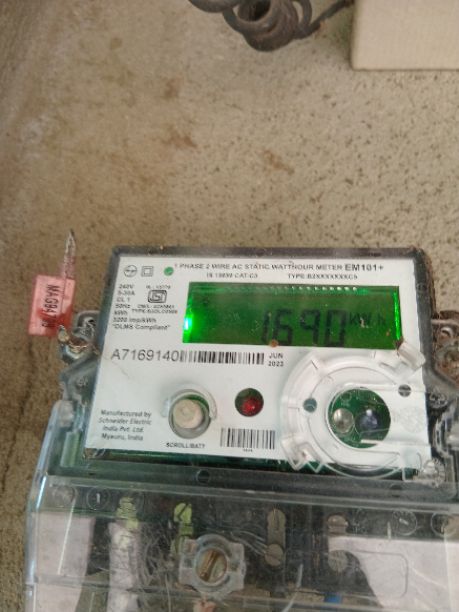 1 PHASE 2 WIRE AC STATIC WATTHOUR METER EM101+
IS 13779
TYPE:
240V
5-30A
CL 1
50Hz
kWh
3200 imp/kWh
"DLMS Compliant"
1690 kWh
A7169140
JUN
2023
Manufactured by
Schneider Electric
India Pvt. Ltd.
Mysuru, India
SCROLL/BATT